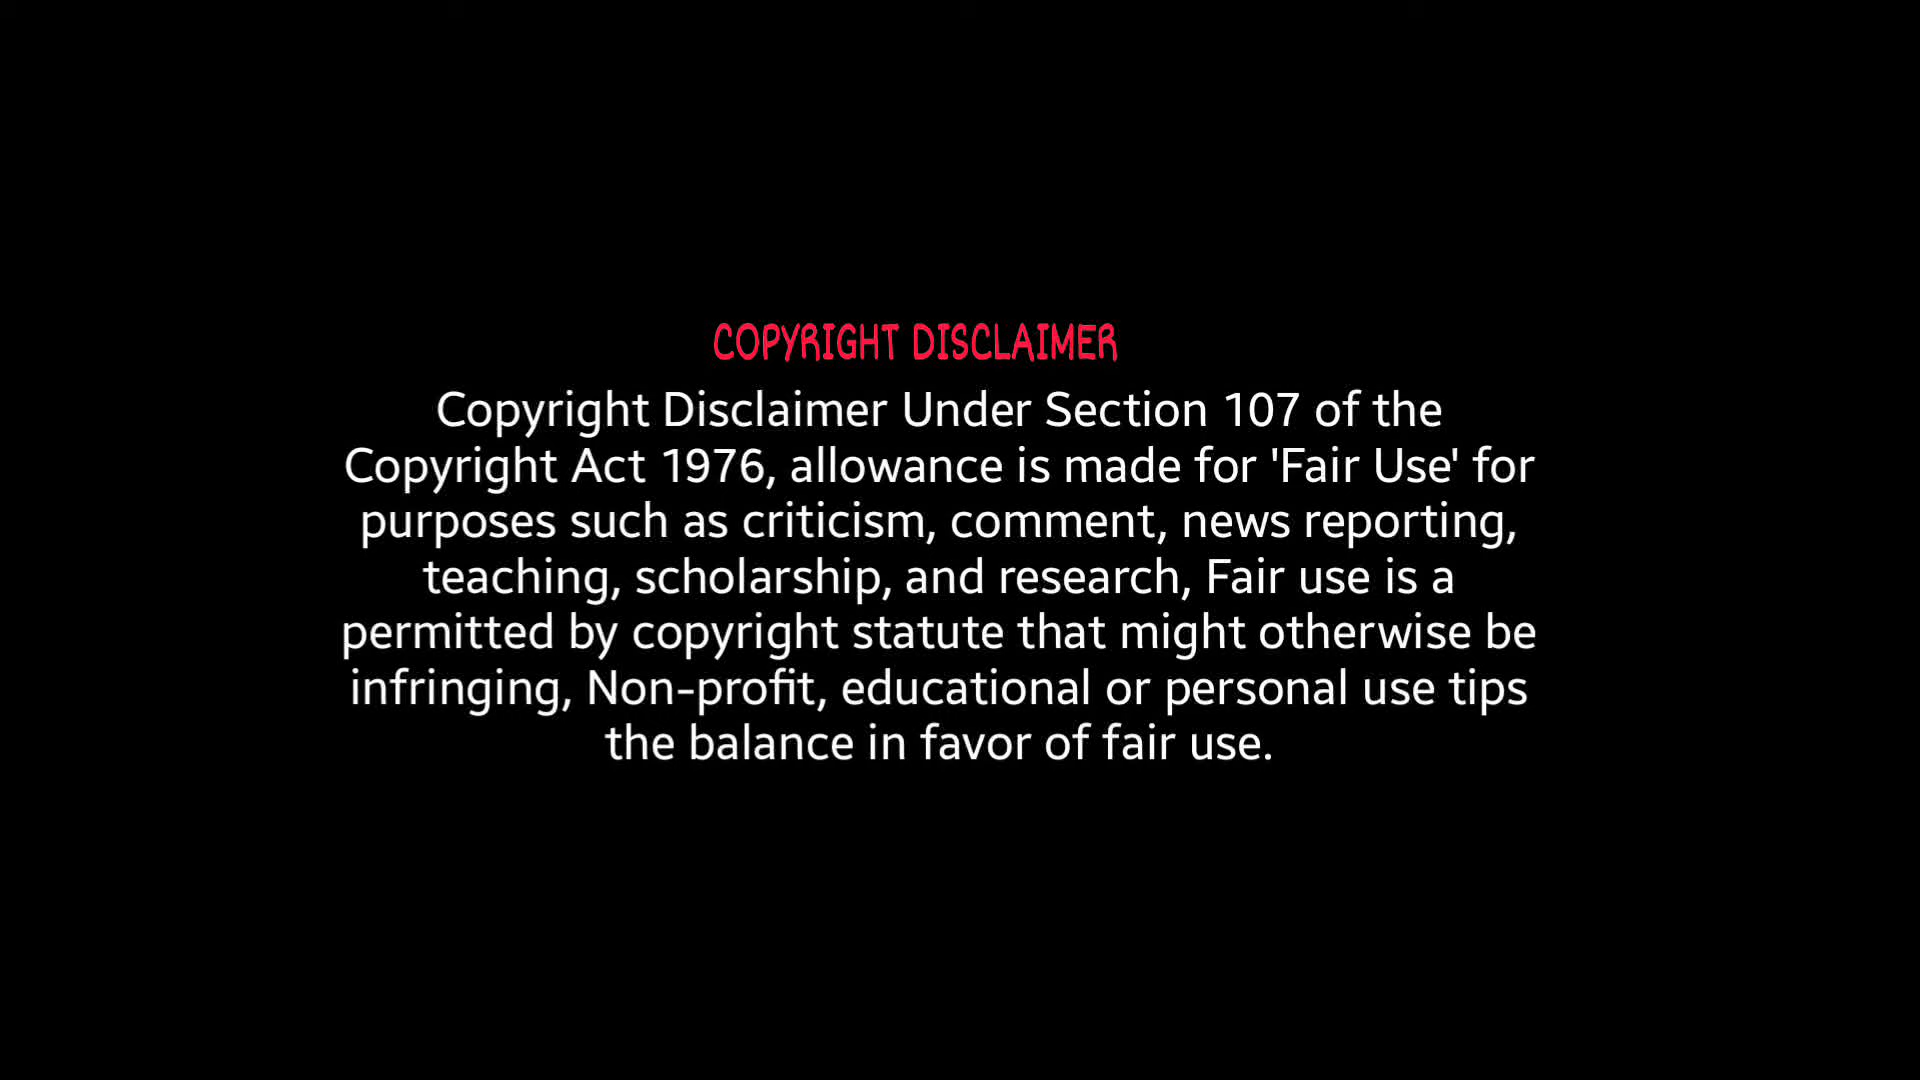 COPYRIGHT DISCLAIMER
Copyright Disclaimer Under Section 107 of the
Copyright Act 1976, allowance is made for 'Fair Use' for
purposes such as criticism, comment, news reporting,
teaching, scholarship, and research, Fair use is a
permitted by copyright statute that might otherwise be
infringing, Non-profit, educational or personal use tips
the balance in favor of fair use.